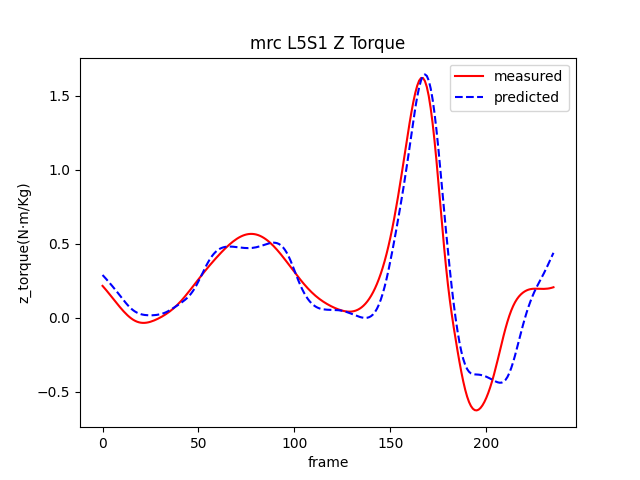 mrc L5S1 Z Torque
measured
predicted
z_torque(N·m/Kg)
1.5
1.0
0.5
0.0
−0.5
0 50 100 150 200
frame